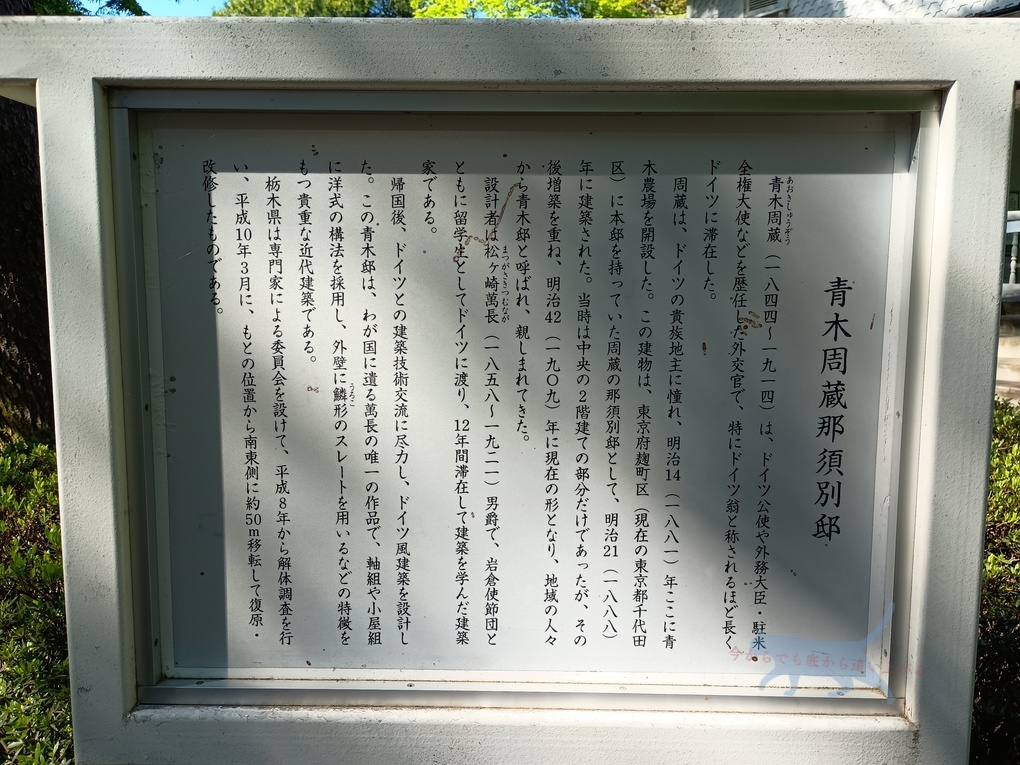 青木周蔵那須別邸
青木周蔵（一八四四～一九一四）は、ドイツ公使や外務大臣・駐米
あおきしゅうぞう
全権大使などを歴任した外交官で、特にドイツ翁と称されるほど長く
ドイツに滞在した。
周蔵は、ドイツの貴族地主に憧れ、明治14（一八八一）年ここに青
木農場を開設した。この建物は、東京府麹町区（現在の東京都千代田
区）に本邸を持っていた周蔵の那須別邸として、明治21（一八八八）
年に建築された。当時は中央の2階建ての部分だけであったが、その
後増築を重ね、明治42（一九〇九）年に現在の形となり、地域の人々
から青木邸と呼ばれ、親しまれてきた。
設計者は松ヶ崎萬長（一八五八～一九二一）男爵で、岩倉使節団と
まつがさきつむなが
ともに留学生としてドイツに渡り、12年間滞在して建築を学んだ建築
家である。
帰国後、ドイツとの建築技術交流に尽力し、ドイツ風建築を設計し
た。この青木邸は、わが国に遺る萬長の唯一の作品で、軸組や小屋組
に洋式の構法を採用し、外壁に鱗形のスレートを用いるなどの特徴を
うろこ
もつ貴重な近代建築である。
栃木県は専門家による委員会を設けて、平成8年から解体調査を行
い、平成10年3月に、もとの位置から南東側に約50m移転して復原・
改修したものである。